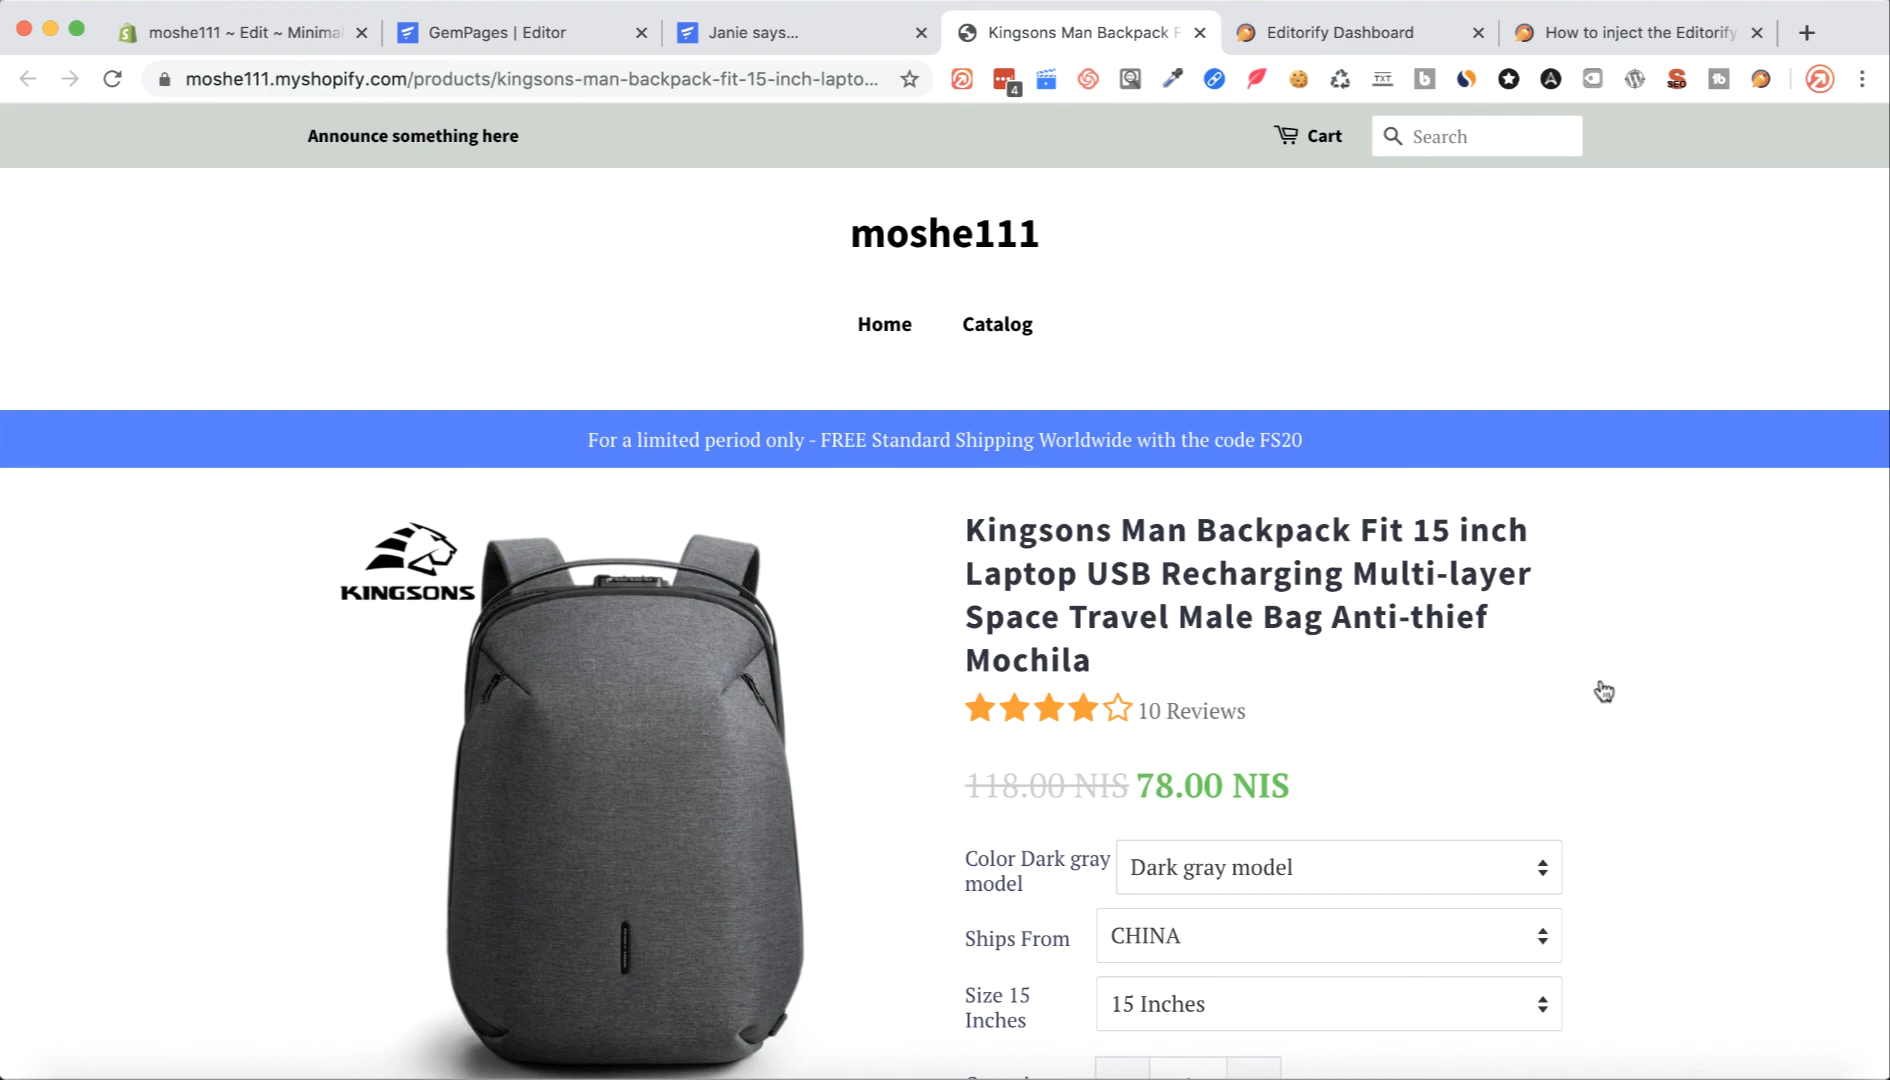 moshe111 ~ Edit ~ Minima
GemPages | Editor
Janie says...
Kingsons Man Backpack F
Editorify Dashboard
How to inject the Editorify
moshe111.myshopify.com/products/kingsons-man-backpack-fit-15-inch-lapto...
4
TXT
b
A
SEO
tb
Announce something here
Cart
Search
moshe111
Home
Catalog
For a limited period only - FREE Standard Shipping Worldwide with the code FS20
KINGSONS
Kingsons Man Backpack Fit 15 inch
Laptop USB Recharging Multi-layer
Space Travel Male Bag Anti-thief
Mochila
10 Reviews
118.00 NIS 78.00 NIS
Color Dark gray
model
Dark gray model
Ships From
CHINA
Size 15
Inches
15 Inches